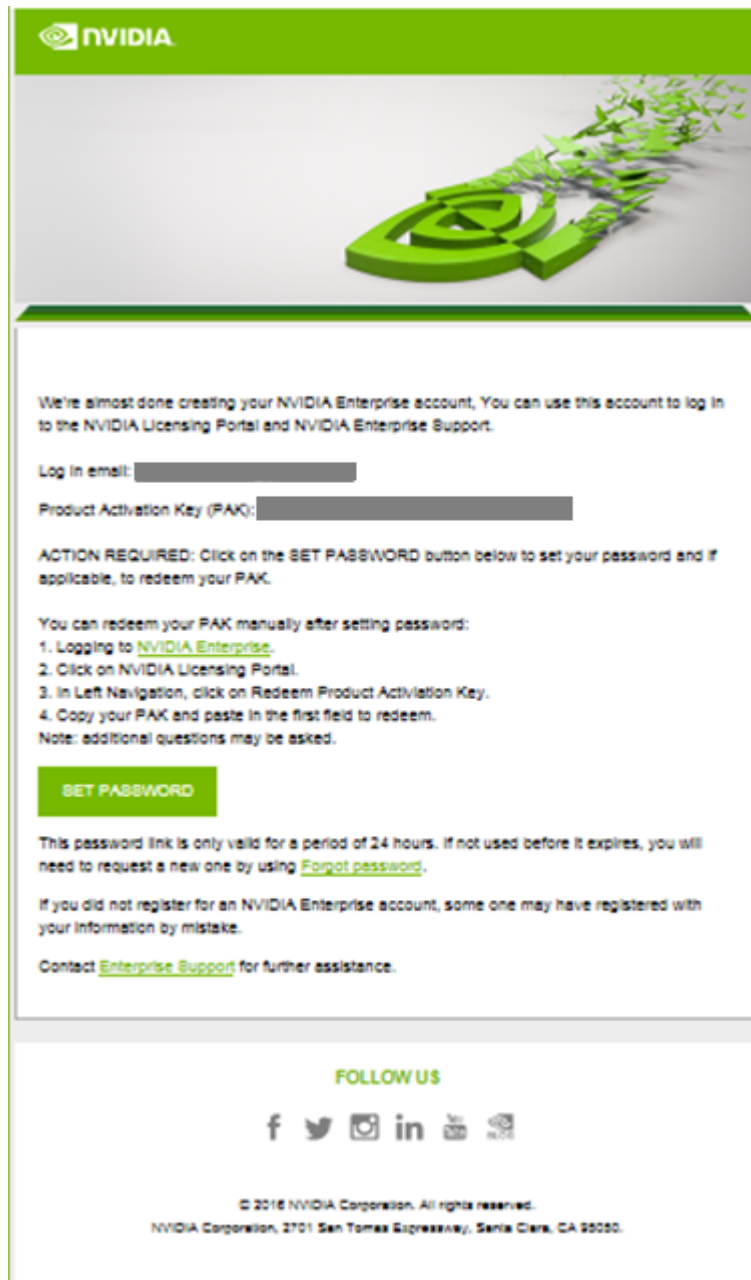 NVIDIA
We're almost done creating your NVIDIA Enterprise account, You can use this account to log in
to the NVIDIA Licensing Portal and NVIDIA Enterprise Support.
Log in email:
Product Activation Key (PAK):
ACTION REQUIRED: Click on the SET PASSWORD button below to set your password and if
applicable, to redeem your PAK.
You can redeem your PAK manually after setting password:
1. Logging to NVIDIA Enterprise.
2. Click on NVIDIA Licensing Portal.
3. In Left Navigation, click on Redeem Product Activiation Key.
4. Copy your PAK and paste in the first field to redeem.
Note: additional questions may be asked.
SET PASSWORD
This password link is only valid for a period of 24 hours. If not used before it expires, you will
need to request a new one by using Forgot password.
If you did not register for an NVIDIA Enterprise account, some one may have registered with
your information by mistake.
Contact Enterprise Support for further assistance.
FOLLOW US
You Tube
BLOG
© 2016 NVIDIA Corporation. All rights reserved.
NVIDIA Corporation, 2701 San Tomas Expressway, Santa Clara, CA 95050.